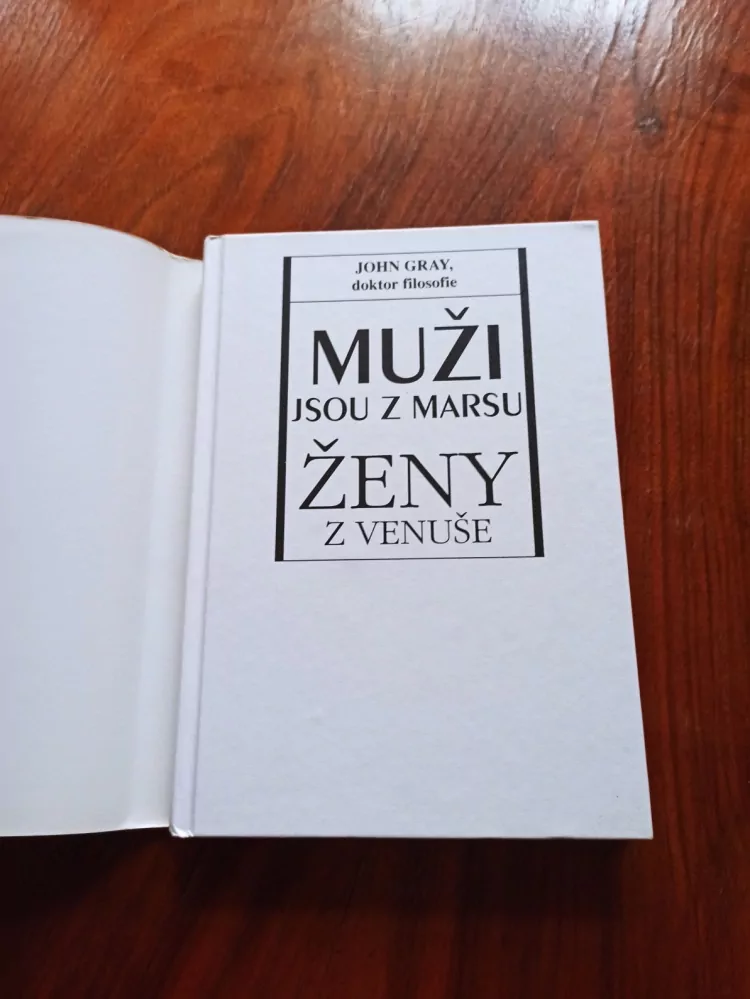 JOHN GRAY,
doktor filosofie
MUŽI
JSOU Z MARSU
ŽENY
Z VENUŠE